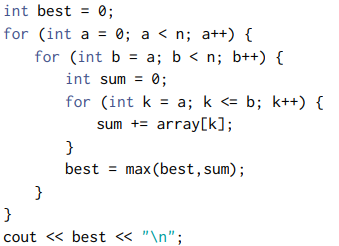 int best = 0;
for (int a = 0; a < n; a++) {
    for (int b = a; b < n; b++) {
        int sum = 0;
        for (int k = a; k <= b; k++) {
            sum += array[k];
        }
        best = max(best,sum);
    }
}
cout << best << "\n";